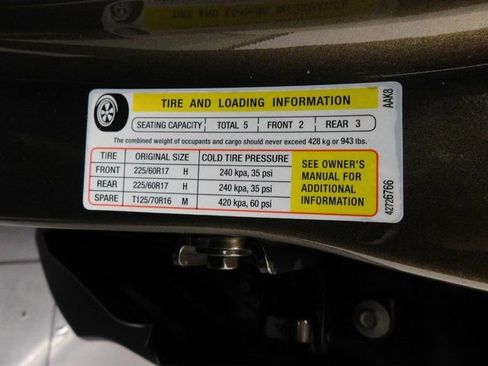 TIRE AND LOADING INFORMATION
SEATING CAPACITY TOTAL 5 FRONT 2 REAR 3
The combined weight of occupants and cargo should never exceed 428 kg or 943 lbs.
TIRE ORIGINAL SIZE COLD TIRE PRESSURE
FRONT 225/60R17 H 240 kpa, 35 psi
REAR 225/60R17 H 240 kpa, 35 psi
SPARE T125/70R16 M 420 kpa, 60 psi
SEE OWNER'S
MANUAL FOR
ADDITIONAL
INFORMATION
AAK8
42726766